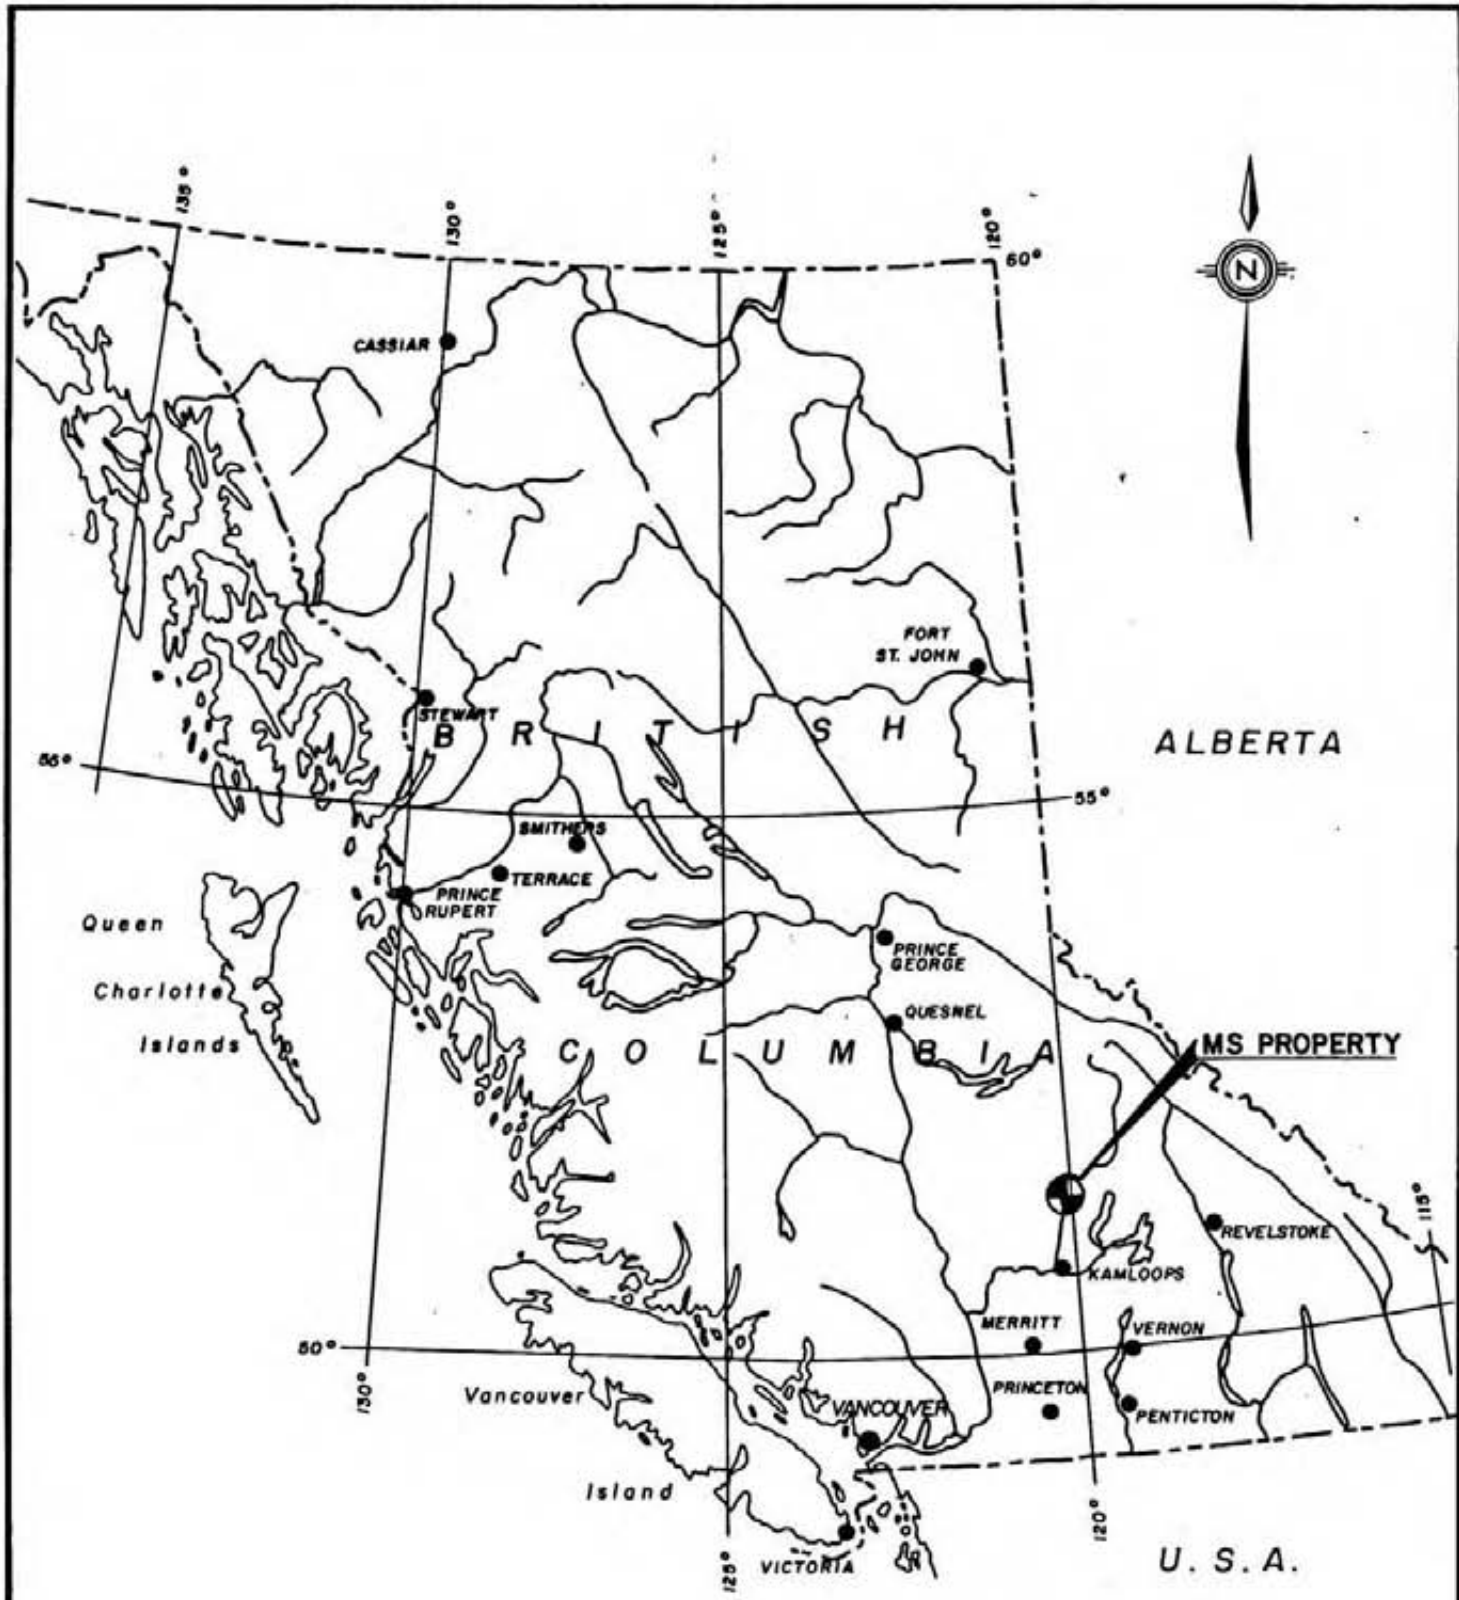 135°
130°
125°
120°
60°
N
CASSIAR
FORT
ST. JOHN
STEWART
BRITISH
ALBERTA
55°
55°
SMITHERS
TERRACE
PRINCE
RUPERT
Queen
Charlotte
Islands
PRINCE
GEORGE
QUESNEL
COLUMBIA
MS PROPERTY
115°
REVELSTOKE
KAMLOOPS
MERRITT
VERNON
50°
130°
Vancouver
Island
PRINCETON
VANCOUVER
PENTICTON
120°
125°
VICTORIA
U.S.A.